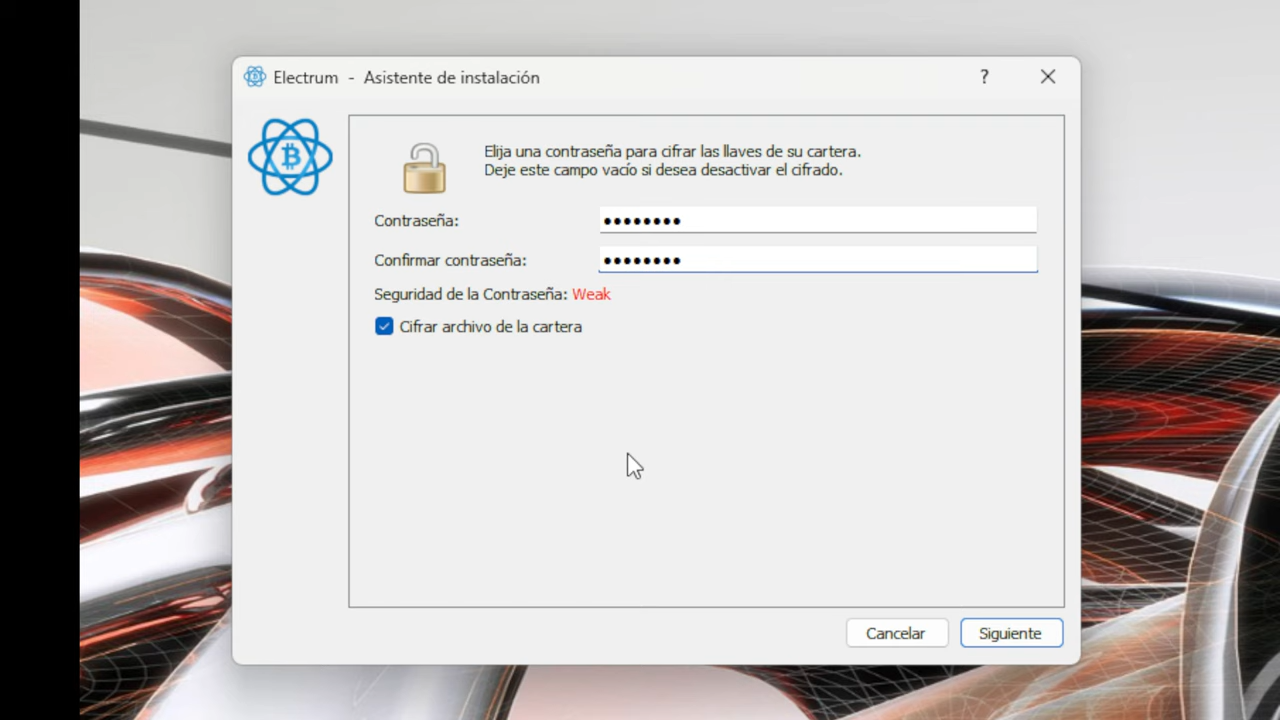 Electrum - Asistente de instalación
?
Elija una contraseña para cifrar las llaves de su cartera.
Deje este campo vacío si desea desactivar el cifrado.
Contraseña: ●●●●●●●●
Confirmar contraseña: ●●●●●●●●
Seguridad de la Contraseña: Weak
Cifrar archivo de la cartera
Cancelar
Siguiente